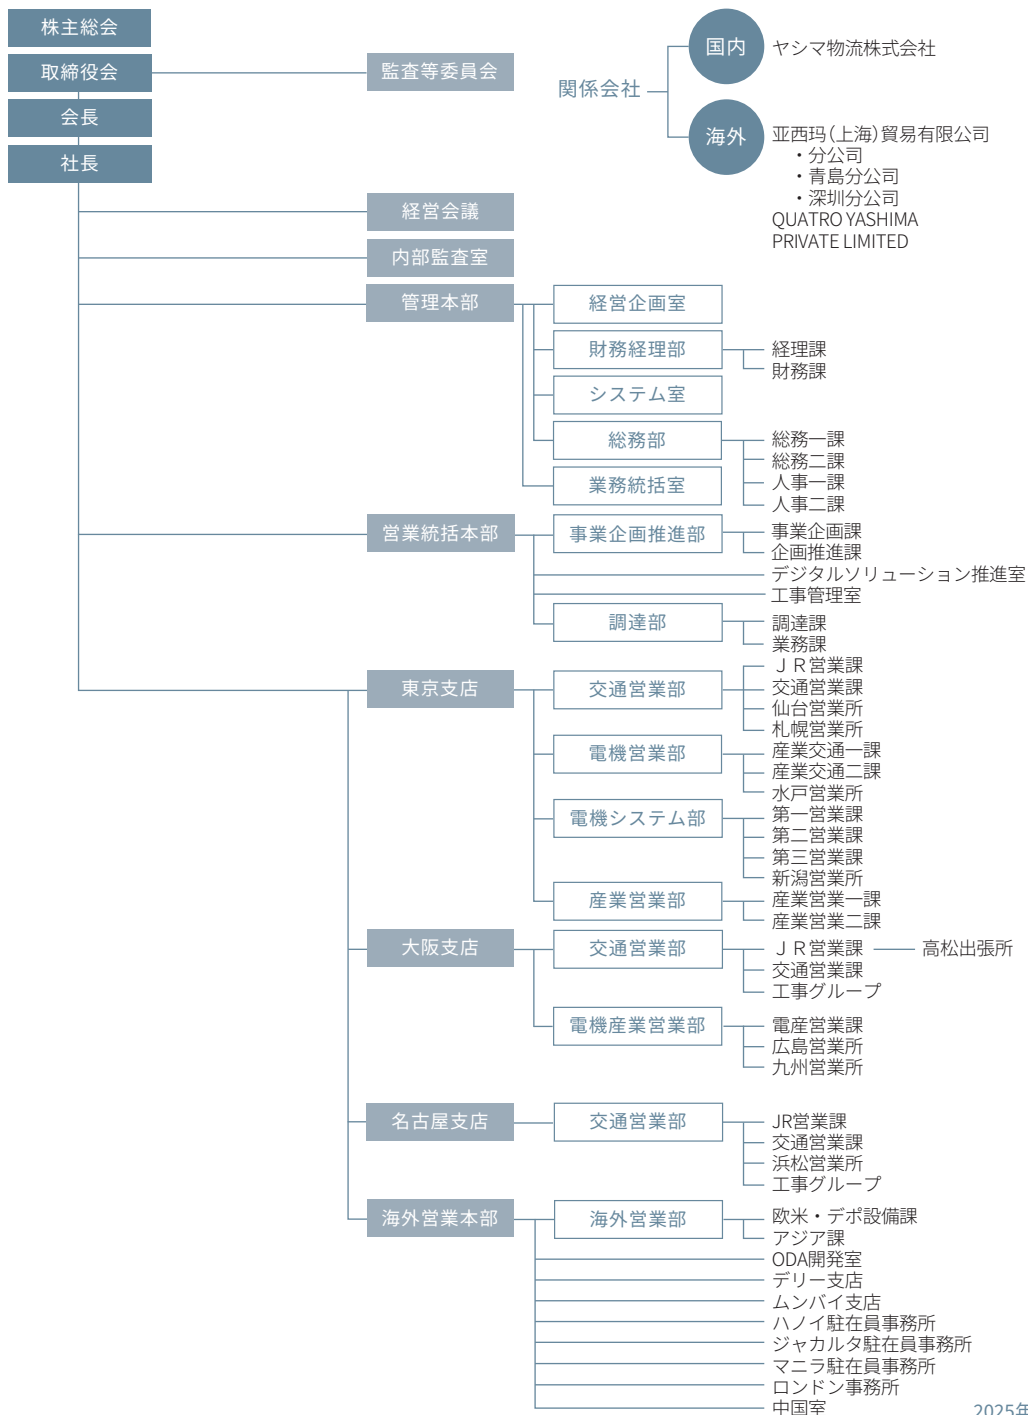 株主総会
取締役会
監査等委員会
会長
社長
関係会社
国内
ヤシマ物流株式会社
海外
亚西玛(上海)貿易有限公司
・分公司
・青島分公司
・深圳分公司
QUATRO YASHIMA
PRIVATE LIMITED
経営会議
内部監査室
管理本部
経営企画室
財務経理部
経理課
財務課
システム室
総務部
総務一課
総務二課
人事一課
人事二課
業務統括室
営業統括本部
事業企画推進部
事業企画課
企画推進課
デジタルソリューション推進室
工事管理室
調達部
調達課
業務課
東京支店
交通営業部
ＪＲ営業課
交通営業課
仙台営業所
札幌営業所
電機営業部
産業交通一課
産業交通二課
水戸営業所
電機システム部
第一営業課
第二営業課
第三営業課
新潟営業所
産業営業部
産業営業一課
産業営業二課
大阪支店
交通営業部
ＪＲ営業課
高松出張所
交通営業課
工事グループ
電機産業営業部
電産営業課
広島営業所
九州営業所
名古屋支店
交通営業部
JR営業課
交通営業課
浜松営業所
工事グループ
海外営業本部
海外営業部
欧米・デポ設備課
アジア課
ODA開発室
デリー支店
ムンバイ支店
ハノイ駐在員事務所
ジャカルタ駐在員事務所
マニラ駐在員事務所
ロンドン事務所
中国室
2025年